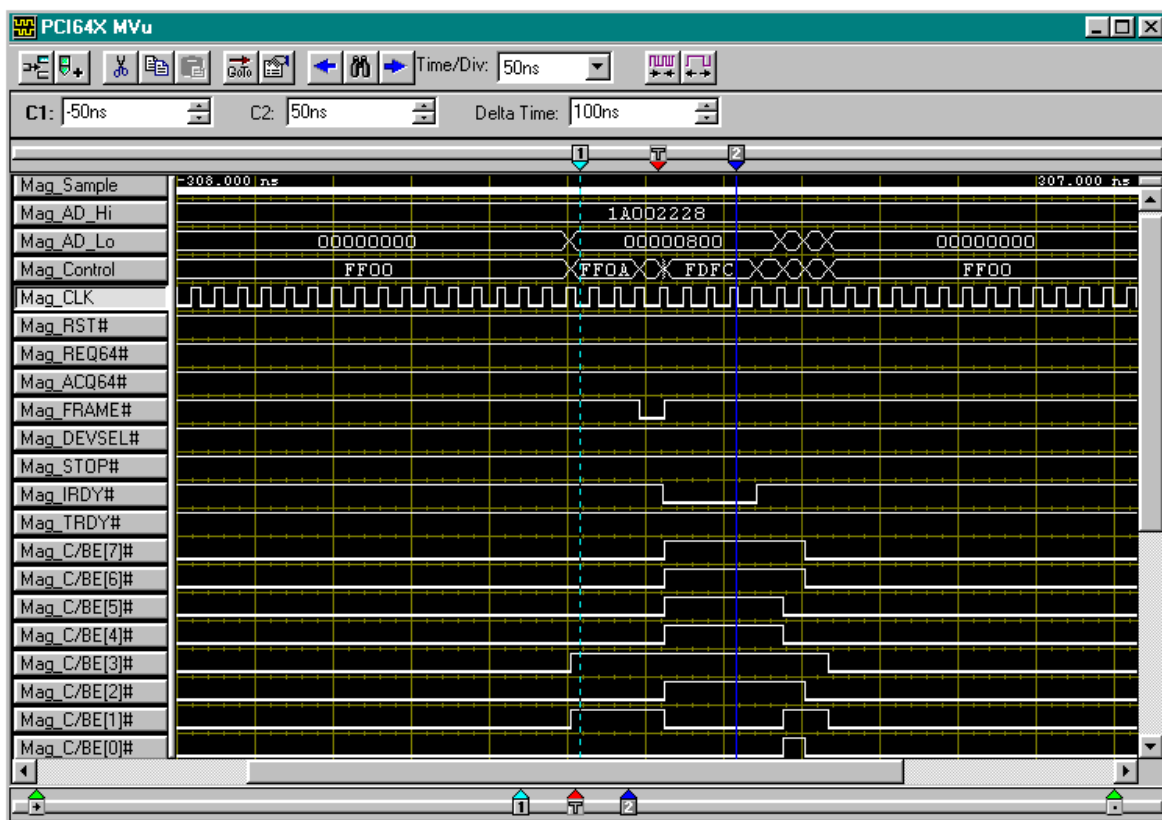 PCI64X MVu
GoTo
Time/Div: 50ns
C1: -50ns
C2: 50ns
Delta Time: 100ns
1 T 2
Mag_Sample -308.000 ns 307.000 ns
Mag_AD_Hi 1A002228
Mag_AD_Lo 00000000 00000800 00000000
Mag_Control FF00 FF0A FDFC FF00
Mag_CLK
Mag_RST#
Mag_REQ64#
Mag_ACQ64#
Mag_FRAME#
Mag_DEVSEL#
Mag_STOP#
Mag_IRDY#
Mag_TRDY#
Mag_C/BE[7]#
Mag_C/BE[6]#
Mag_C/BE[5]#
Mag_C/BE[4]#
Mag_C/BE[3]#
Mag_C/BE[2]#
Mag_C/BE[1]#
Mag_C/BE[0]#
1 T 2